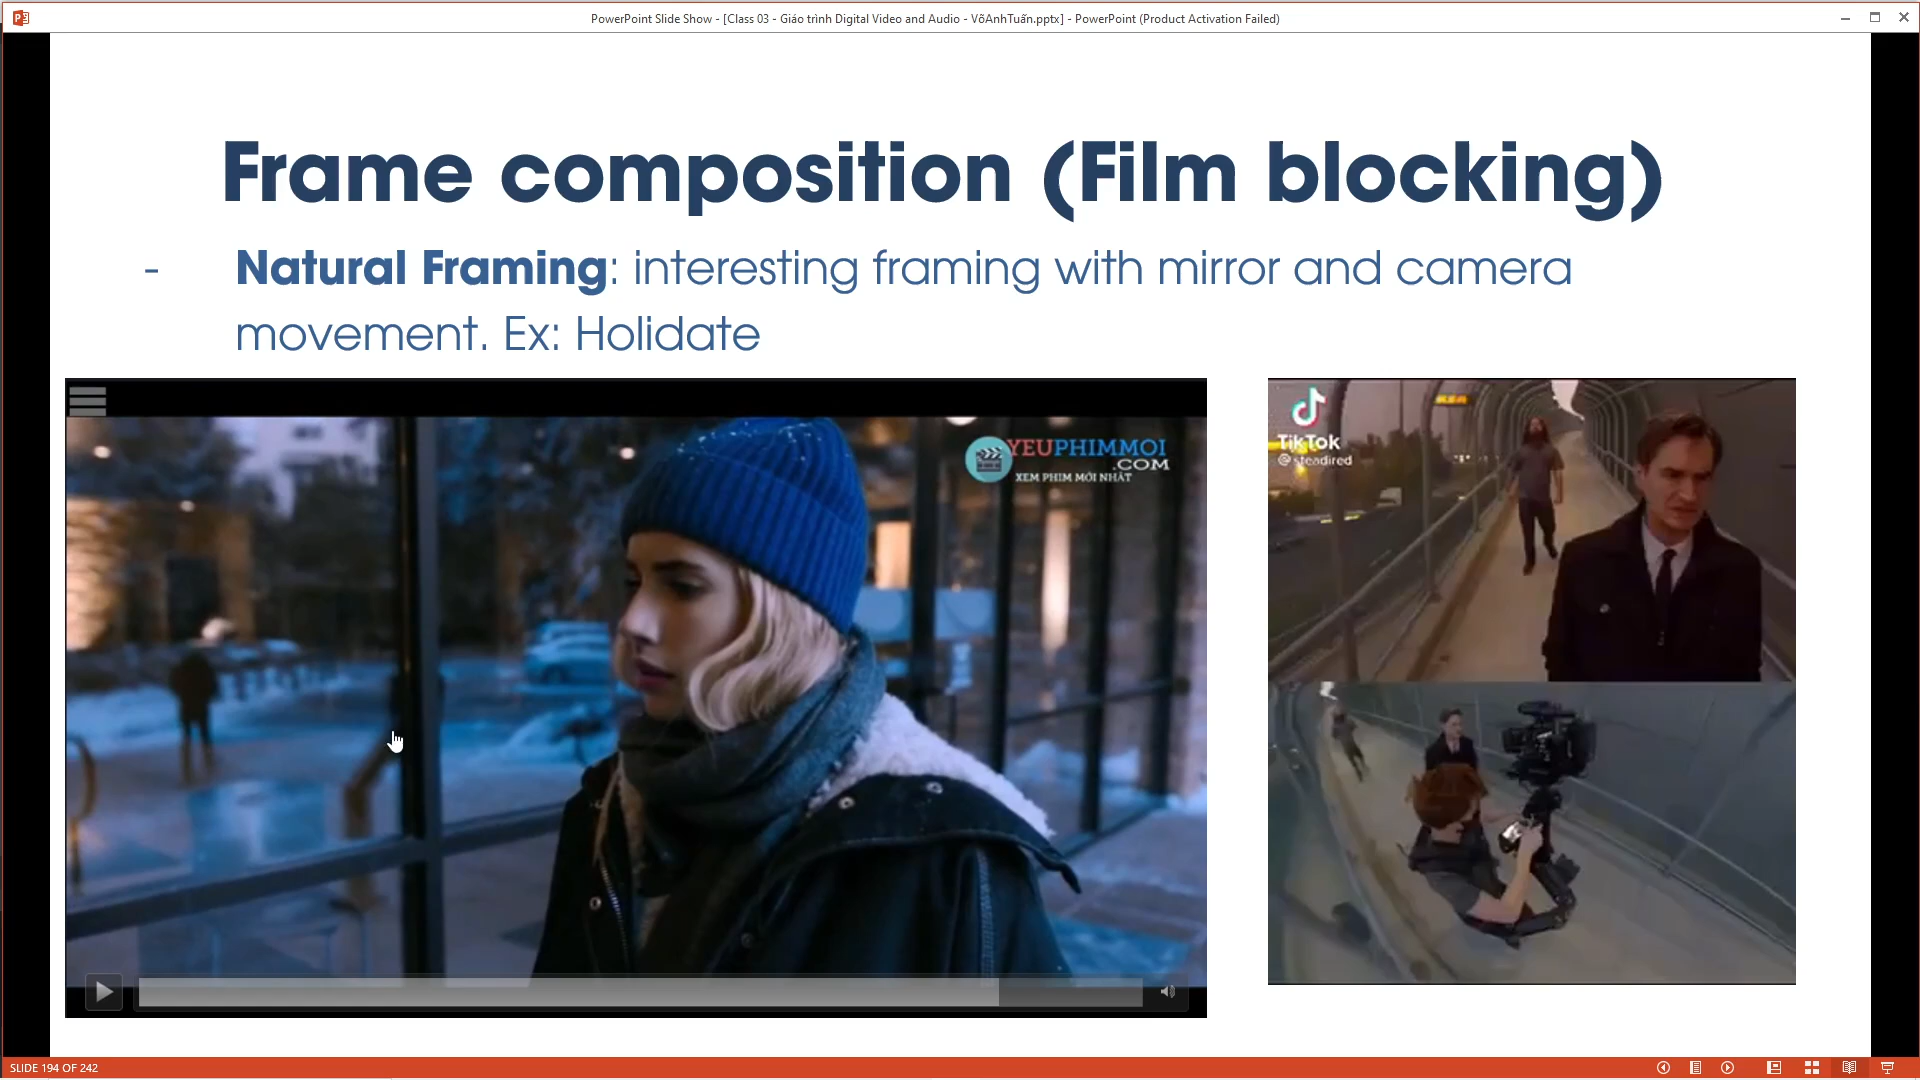 PowerPoint Slide Show - [Class 03 - Giáo trình Digital Video and Audio - VõAnhTuấn.pptx] - PowerPoint (Product Activation Failed)
Frame composition (Film blocking)
- Natural Framing: interesting framing with mirror and camera
movement. Ex: Holidate
YEUPHIMMOI
.COM
XEM PHIM MỚI NHẤT
TikTok
@steadired
SLIDE 194 OF 242